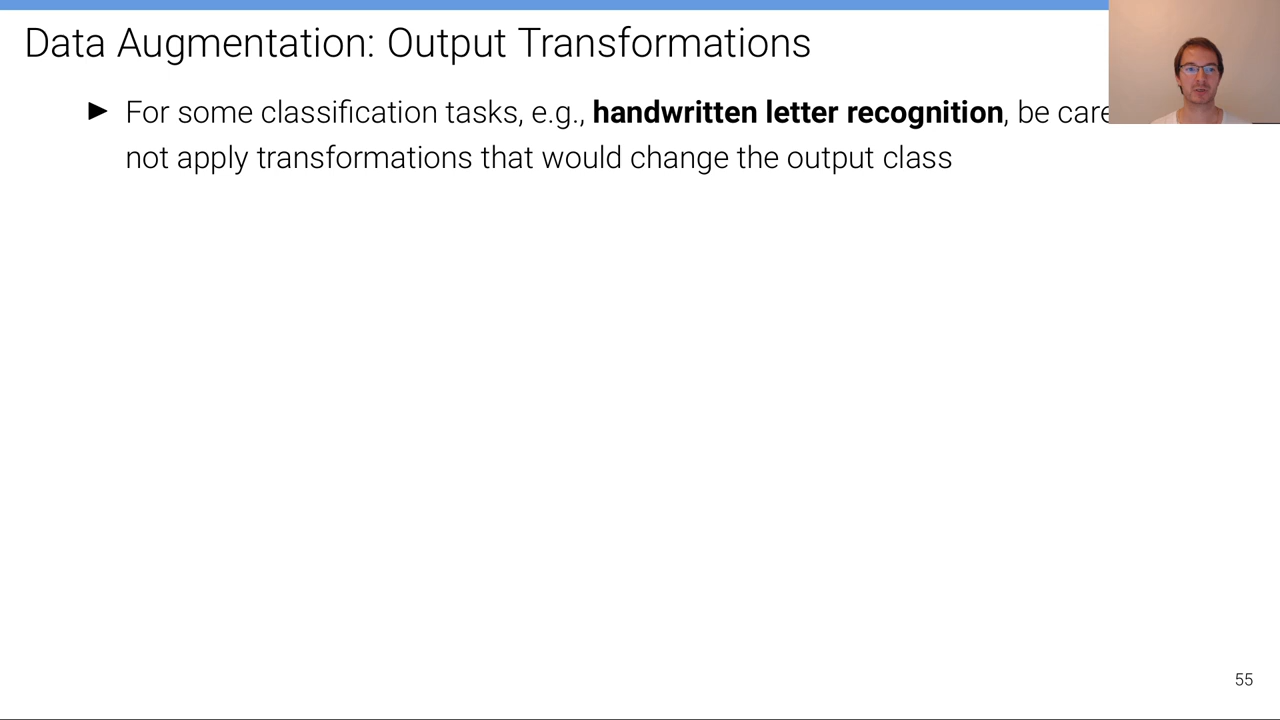 Data Augmentation: Output Transformations
► For some classification tasks, e.g., handwritten letter recognition, be
not apply transformations that would change the output class
55